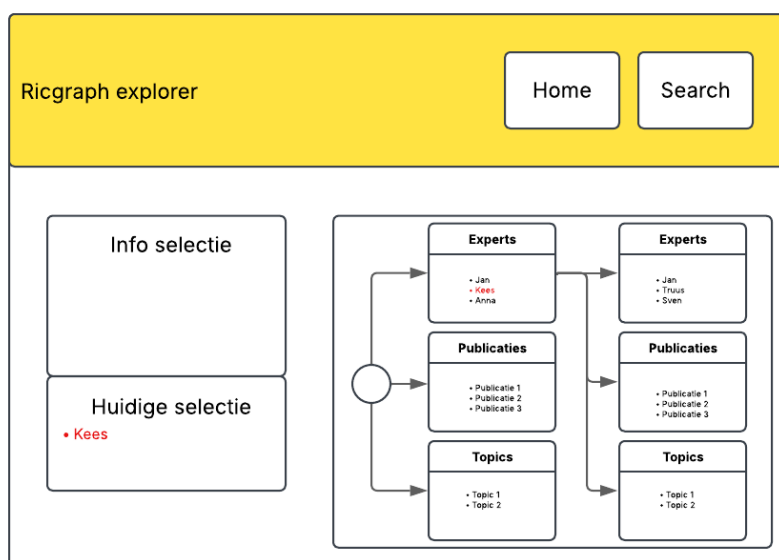 Ricgraph explorer
Home
Search
Info selectie
Huidige selectie
• Kees
Experts
• Jan
• Kees
• Anna
Publicaties
• Publicatie 1
• Publicatie 2
• Publicatie 3
Topics
• Topic 1
• Topic 2
Experts
• Jan
• Truus
• Sven
Publicaties
• Publicatie 1
• Publicatie 2
• Publicatie 3
Topics
• Topic 1
• Topic 2